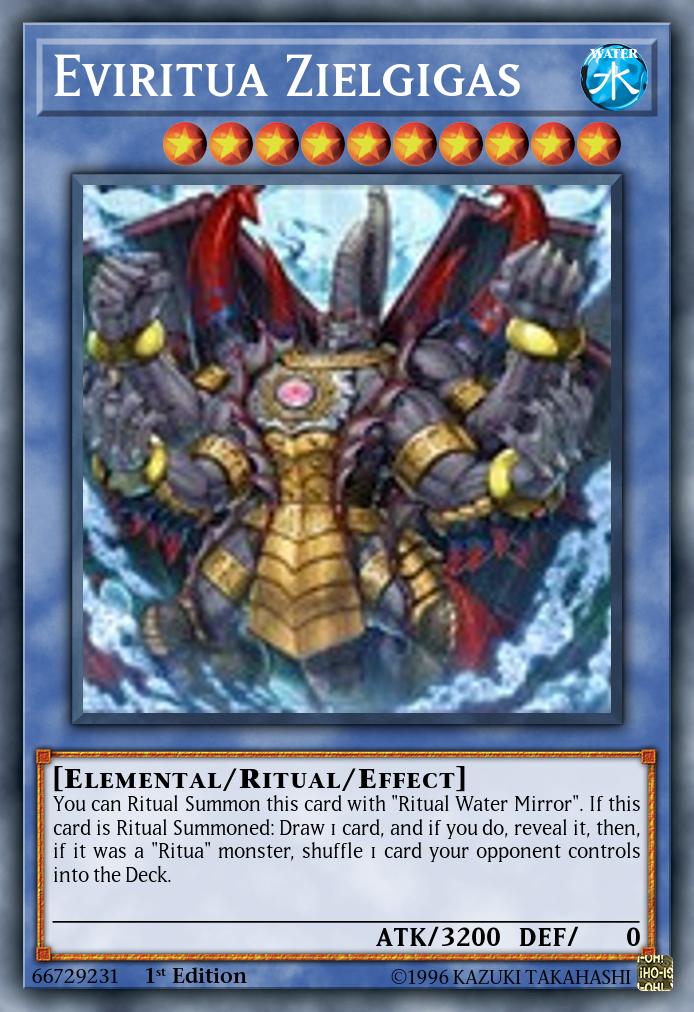 Eviritua Zielgigas
WATER
水
[Elemental/Ritual/Effect]
You can Ritual Summon this card with "Ritual Water Mirror". If this
card is Ritual Summoned: Draw 1 card, and if you do, reveal it, then,
if it was a "Ritua" monster, shuffle 1 card your opponent controls
into the Deck.
ATK/3200 DEF/ 0
66729231 1st Edition ©1996 KAZUKI TAKAHASHI